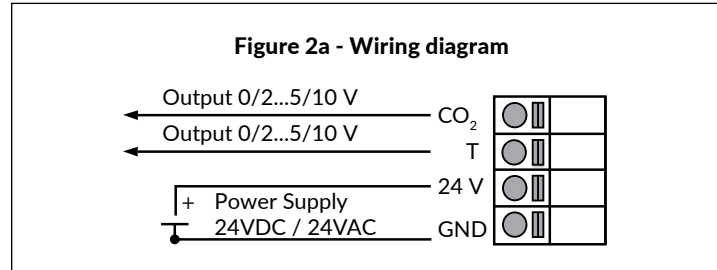 Figure 2a - Wiring diagram
Output 0/2...5/10 V
CO₂
Output 0/2...5/10 V
T
24 V
+ Power Supply
24VDC / 24VAC
GND